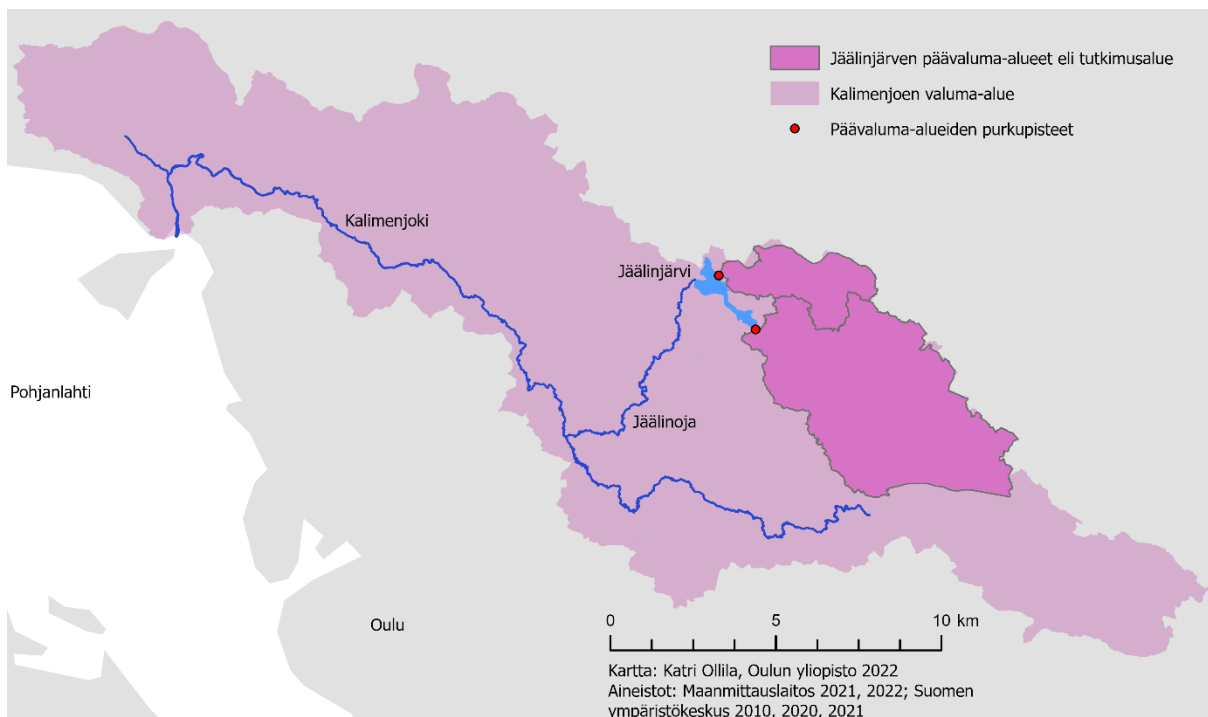 Jäälinjärven päävaluma-alueet eli tutkimusalue
Kalimenjoen valuma-alue
Päävaluma-alueiden purkupisteet
Kalimenjoki
Jäälinjärvi
Pohjanlahti
Jäälinoja
Oulu
0 5 10 km
Kartta: Katri Ollila, Oulun yliopisto 2022
Aineistot: Maanmittauslaitos 2021, 2022; Suomen
ympäristökeskus 2010, 2020, 2021